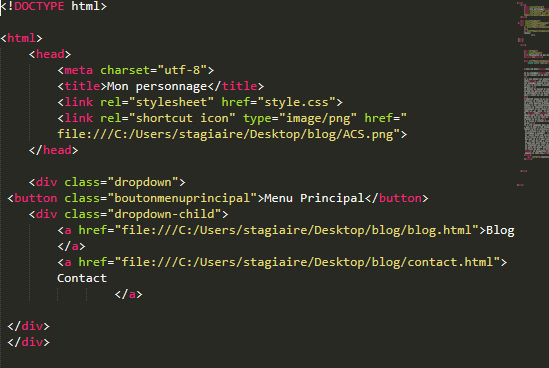 <!DOCTYPE html>
<html>
<head>
<meta charset="utf-8">
<title>Mon personnage</title>
<link rel="stylesheet" href="style.css">
<link rel="shortcut icon" type="image/png" href="
file:///C:/Users/stagiaire/Desktop/blog/ACS.png">
</head>
<div class="dropdown">
<button class="boutonmenuprincipal">Menu Principal</button>
<div class="dropdown-child">
<a href="file:///C:/Users/stagiaire/Desktop/blog/blog.html">Blog
</a>
<a href="file:///C:/Users/stagiaire/Desktop/blog/contact.html">
Contact
</a>
</div>
</div>